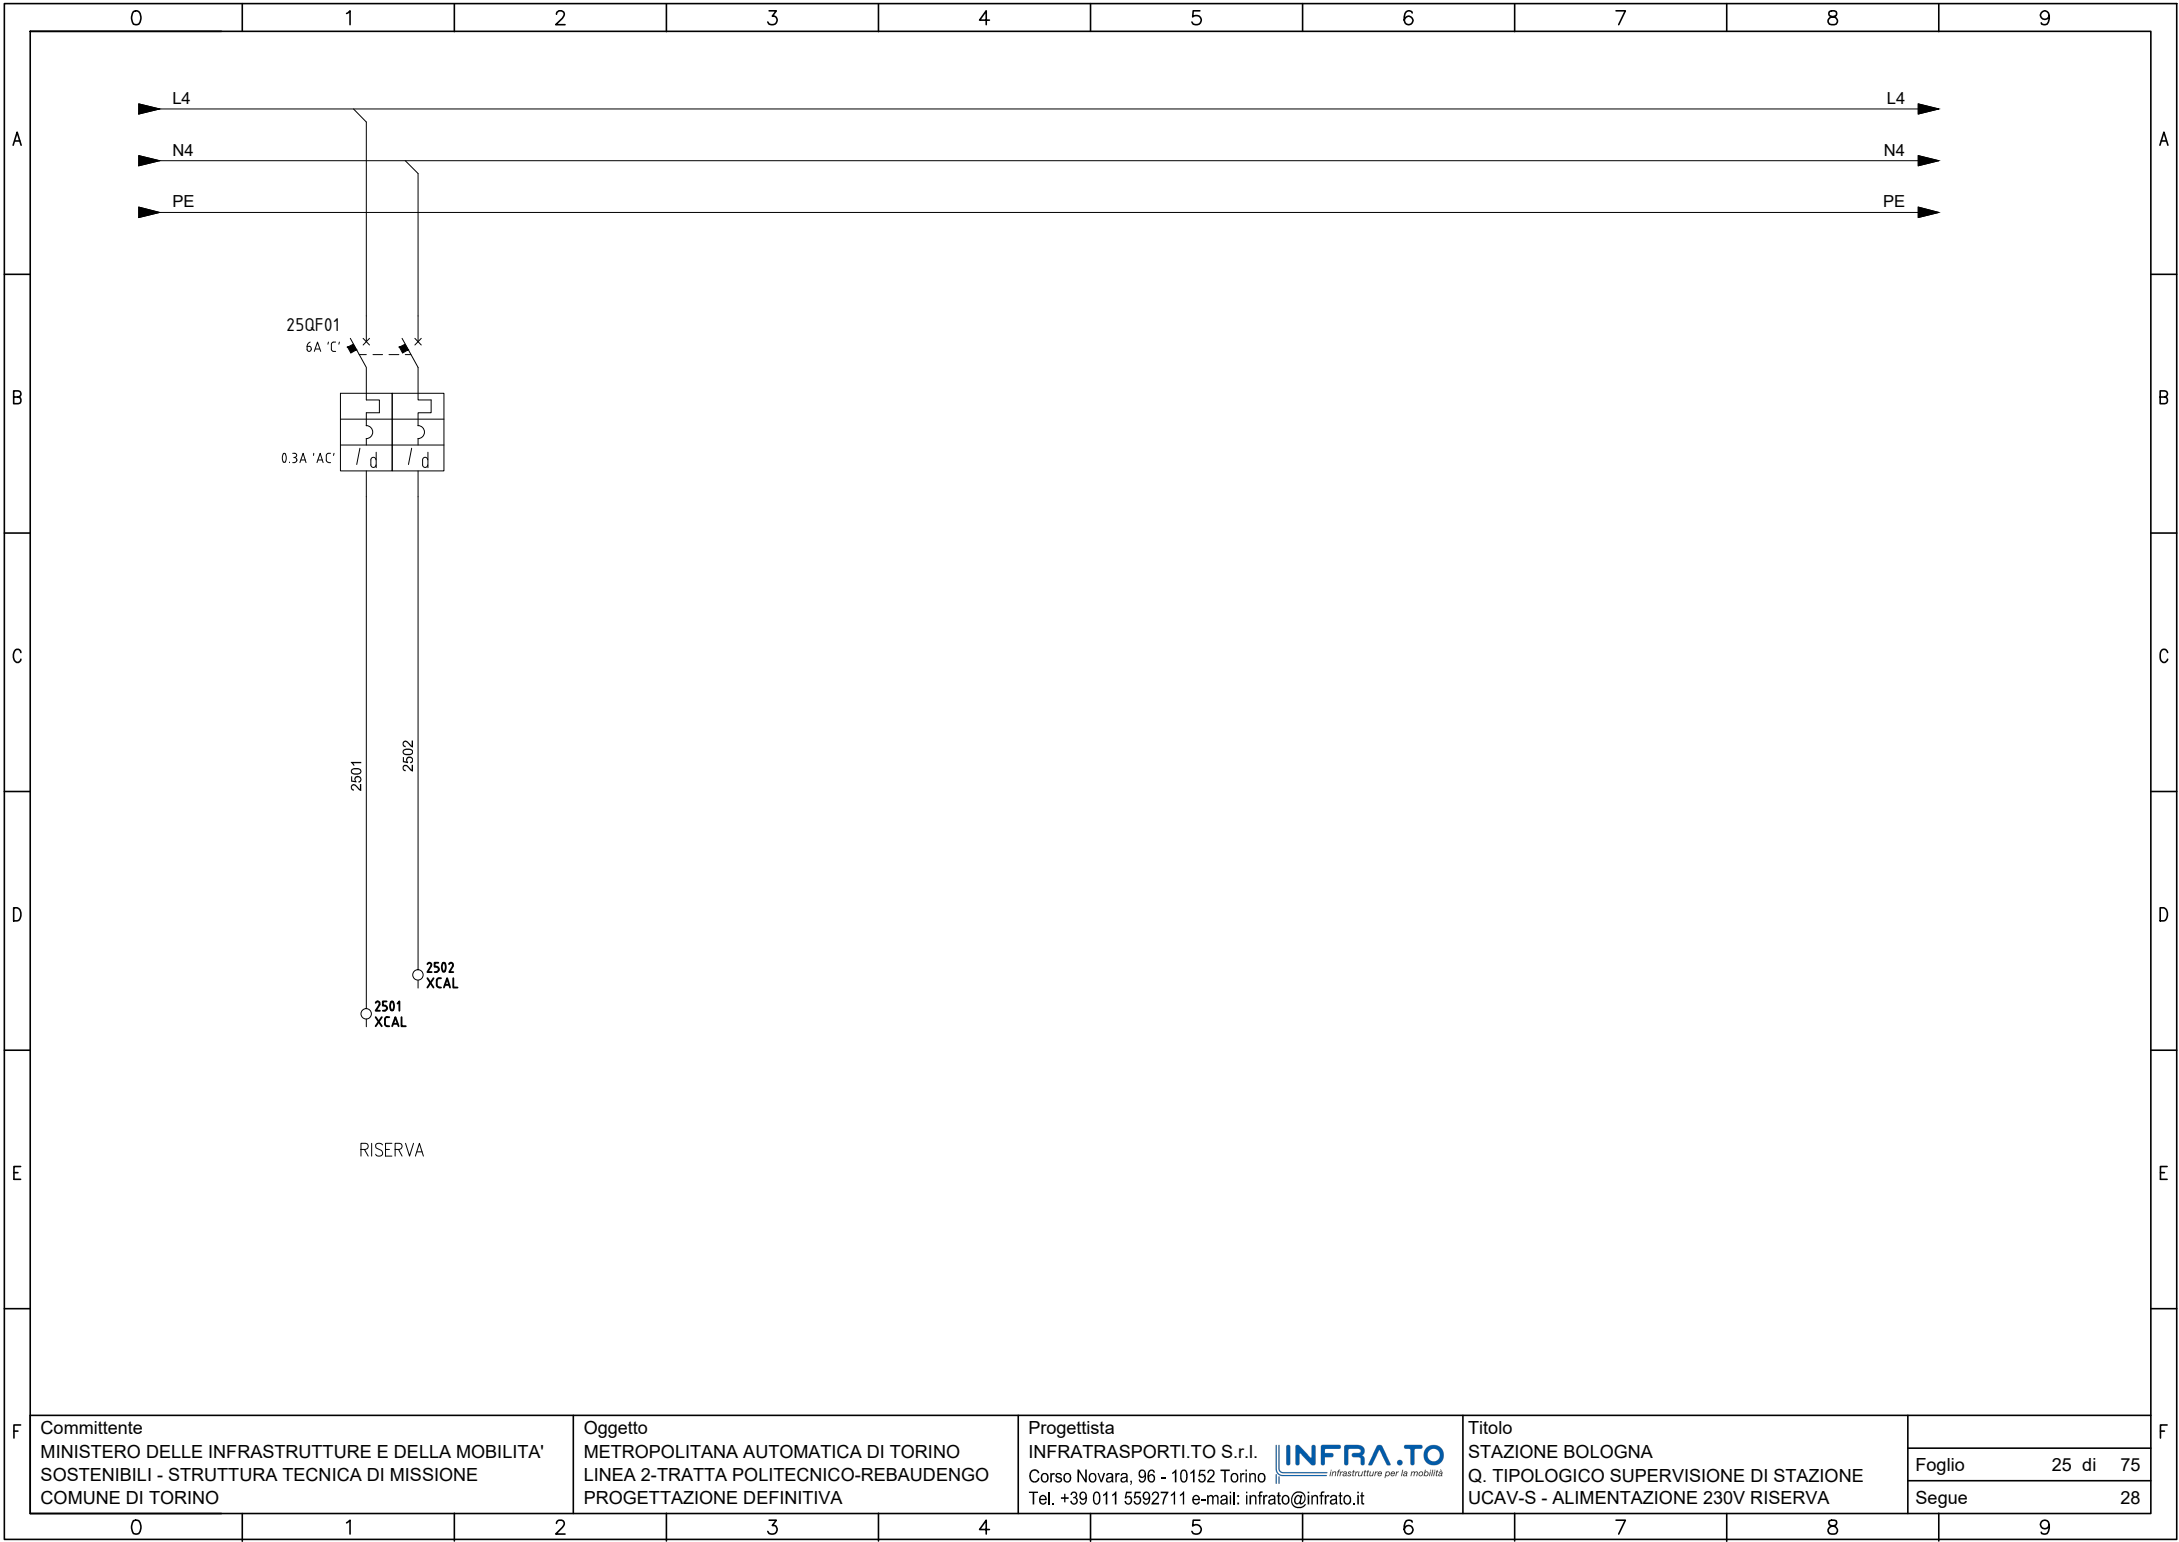 0 1 2 3 4 5 6 7 8 9
L4 L4
A A
N4 N4
PE PE
25QF01
6A 'C'
B B
0.3A 'AC' / d / d
C C
2501 2502
D D
2502
XCAL
2501
XCAL
RISERVA
E E
F F
Committente
MINISTERO DELLE INFRASTRUTTURE E DELLA MOBILITA'
SOSTENIBILI - STRUTTURA TECNICA DI MISSIONE
COMUNE DI TORINO
Oggetto
METROPOLITANA AUTOMATICA DI TORINO
LINEA 2-TRATTA POLITECNICO-REBAUDENGO
PROGETTAZIONE DEFINITIVA
Progettista
INFRATRASPORTI.TO S.r.l.
Corso Novara, 96 - 10152 Torino
Tel. +39 011 5592711 e-mail: infrato@infrato.it
INFRA.TO
infrastrutture per la mobilità
Titolo
STAZIONE BOLOGNA
Q. TIPOLOGICO SUPERVISIONE DI STAZIONE
UCAV-S - ALIMENTAZIONE 230V RISERVA
Foglio 25 di 75
Segue 28
0 1 2 3 4 5 6 7 8 9